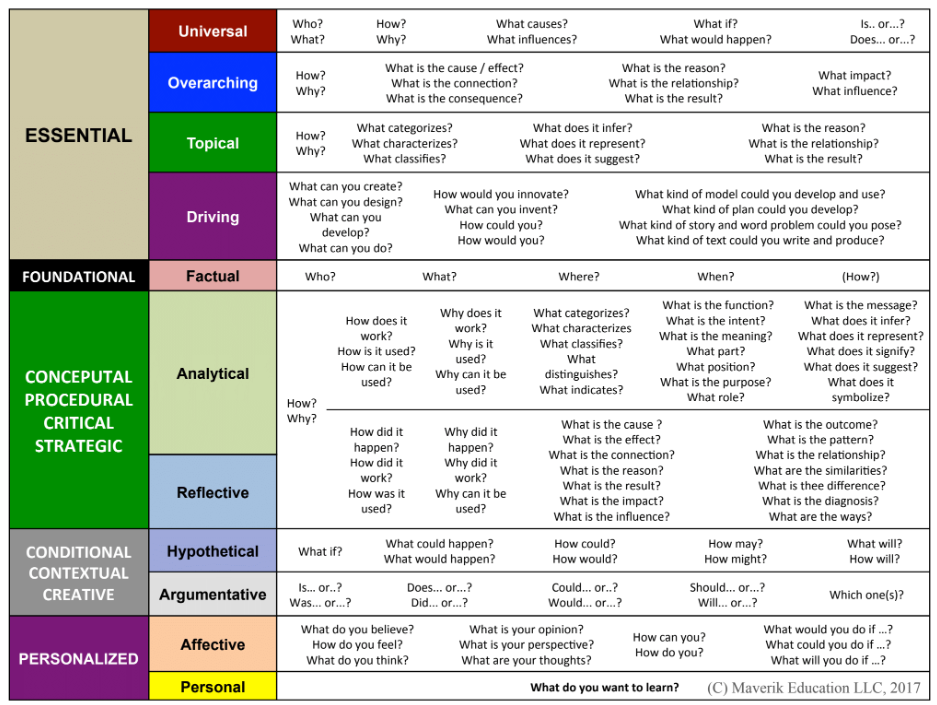 ESSENTIAL
Universal
Who?
What?
How?
Why?
What causes?
What influences?
What if?
What would happen?
Is.. or...?
Does... or...?
Overarching
How?
Why?
What is the cause / effect?
What is the connection?
What is the consequence?
What is the reason?
What is the relationship?
What is the result?
What impact?
What influence?
Topical
How?
Why?
What categorizes?
What characterizes?
What classifies?
What does it infer?
What does it represent?
What does it suggest?
What is the reason?
What is the relationship?
What is the result?
Driving
What can you create?
What can you design?
What can you
develop?
What can you do?
How would you innovate?
What can you invent?
How could you?
How would you?
What kind of model could you develop and use?
What kind of plan could you develop?
What kind of story and word problem could you pose?
What kind of text could you write and produce?
FOUNDATIONAL
Factual
Who?
What?
Where?
When?
(How?)
CONCEPUTAL
PROCEDURAL
CRITICAL
STRATEGIC
Analytical
How?
Why?
How does it
work?
How is it used?
How can it be
used?
Why does it
work?
Why is it
used?
Why can it be
used?
What categorizes?
What characterizes
What classifies?
What
distinguishes?
What indicates?
What is the function?
What is the intent?
What is the meaning?
What part?
What position?
What is the purpose?
What role?
What is the message?
What does it infer?
What does it represent?
What does it signify?
What does it suggest?
What does it
symbolize?
Reflective
How did it
happen?
How did it
work?
How was it
used?
Why did it
happen?
Why did it
work?
Why can it be
used?
What is the cause ?
What is the effect?
What is the connection?
What is the reason?
What is the result?
What is the impact?
What is the influence?
What is the outcome?
What is the pattern?
What is the relationship?
What are the similarities?
What is thee difference?
What is the diagnosis?
What are the ways?
CONDITIONAL
CONTEXTUAL
CREATIVE
Hypothetical
What if?
What could happen?
What would happen?
How could?
How would?
How may?
How might?
What will?
How will?
Argumentative
Is... or..?
Was... or...?
Does... or...?
Did... or...?
Could... or..?
Would... or...?
Should... or...?
Will... or...?
Which one(s)?
PERSONALIZED
Affective
What do you believe?
How do you feel?
What do you think?
What is your opinion?
What is your perspective?
What are your thoughts?
How can you?
How do you?
What would you do if ...?
What could you do if ...?
What will you do if ...?
Personal
What do you want to learn?
(C) Maverik Education LLC, 2017